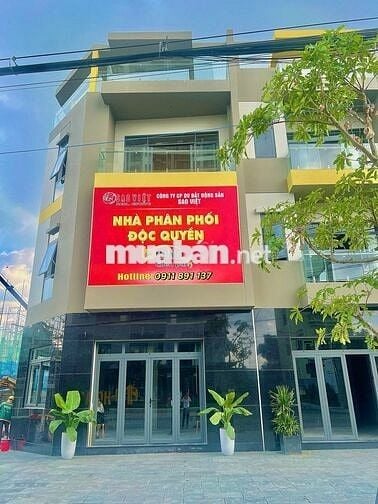 SAO VIỆT
CÔNG TY CP DV BẤT ĐỘNG SẢN
SAO VIỆT
NHÀ PHÂN PHỐI
ĐỘC QUYỀN
muaban.net
Hotline: 0911 891 137